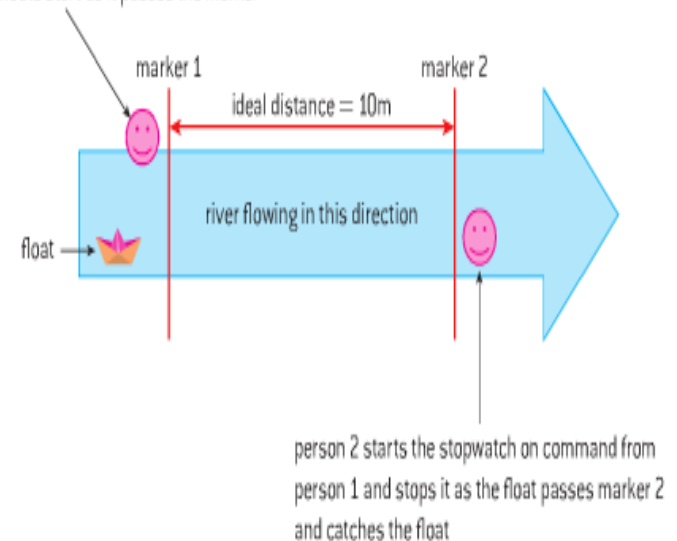 marker 1
marker 2
ideal distance = 10m
river flowing in this direction
float
person 2 starts the stopwatch on command from
person 1 and stops it as the float passes marker 2
and catches the float